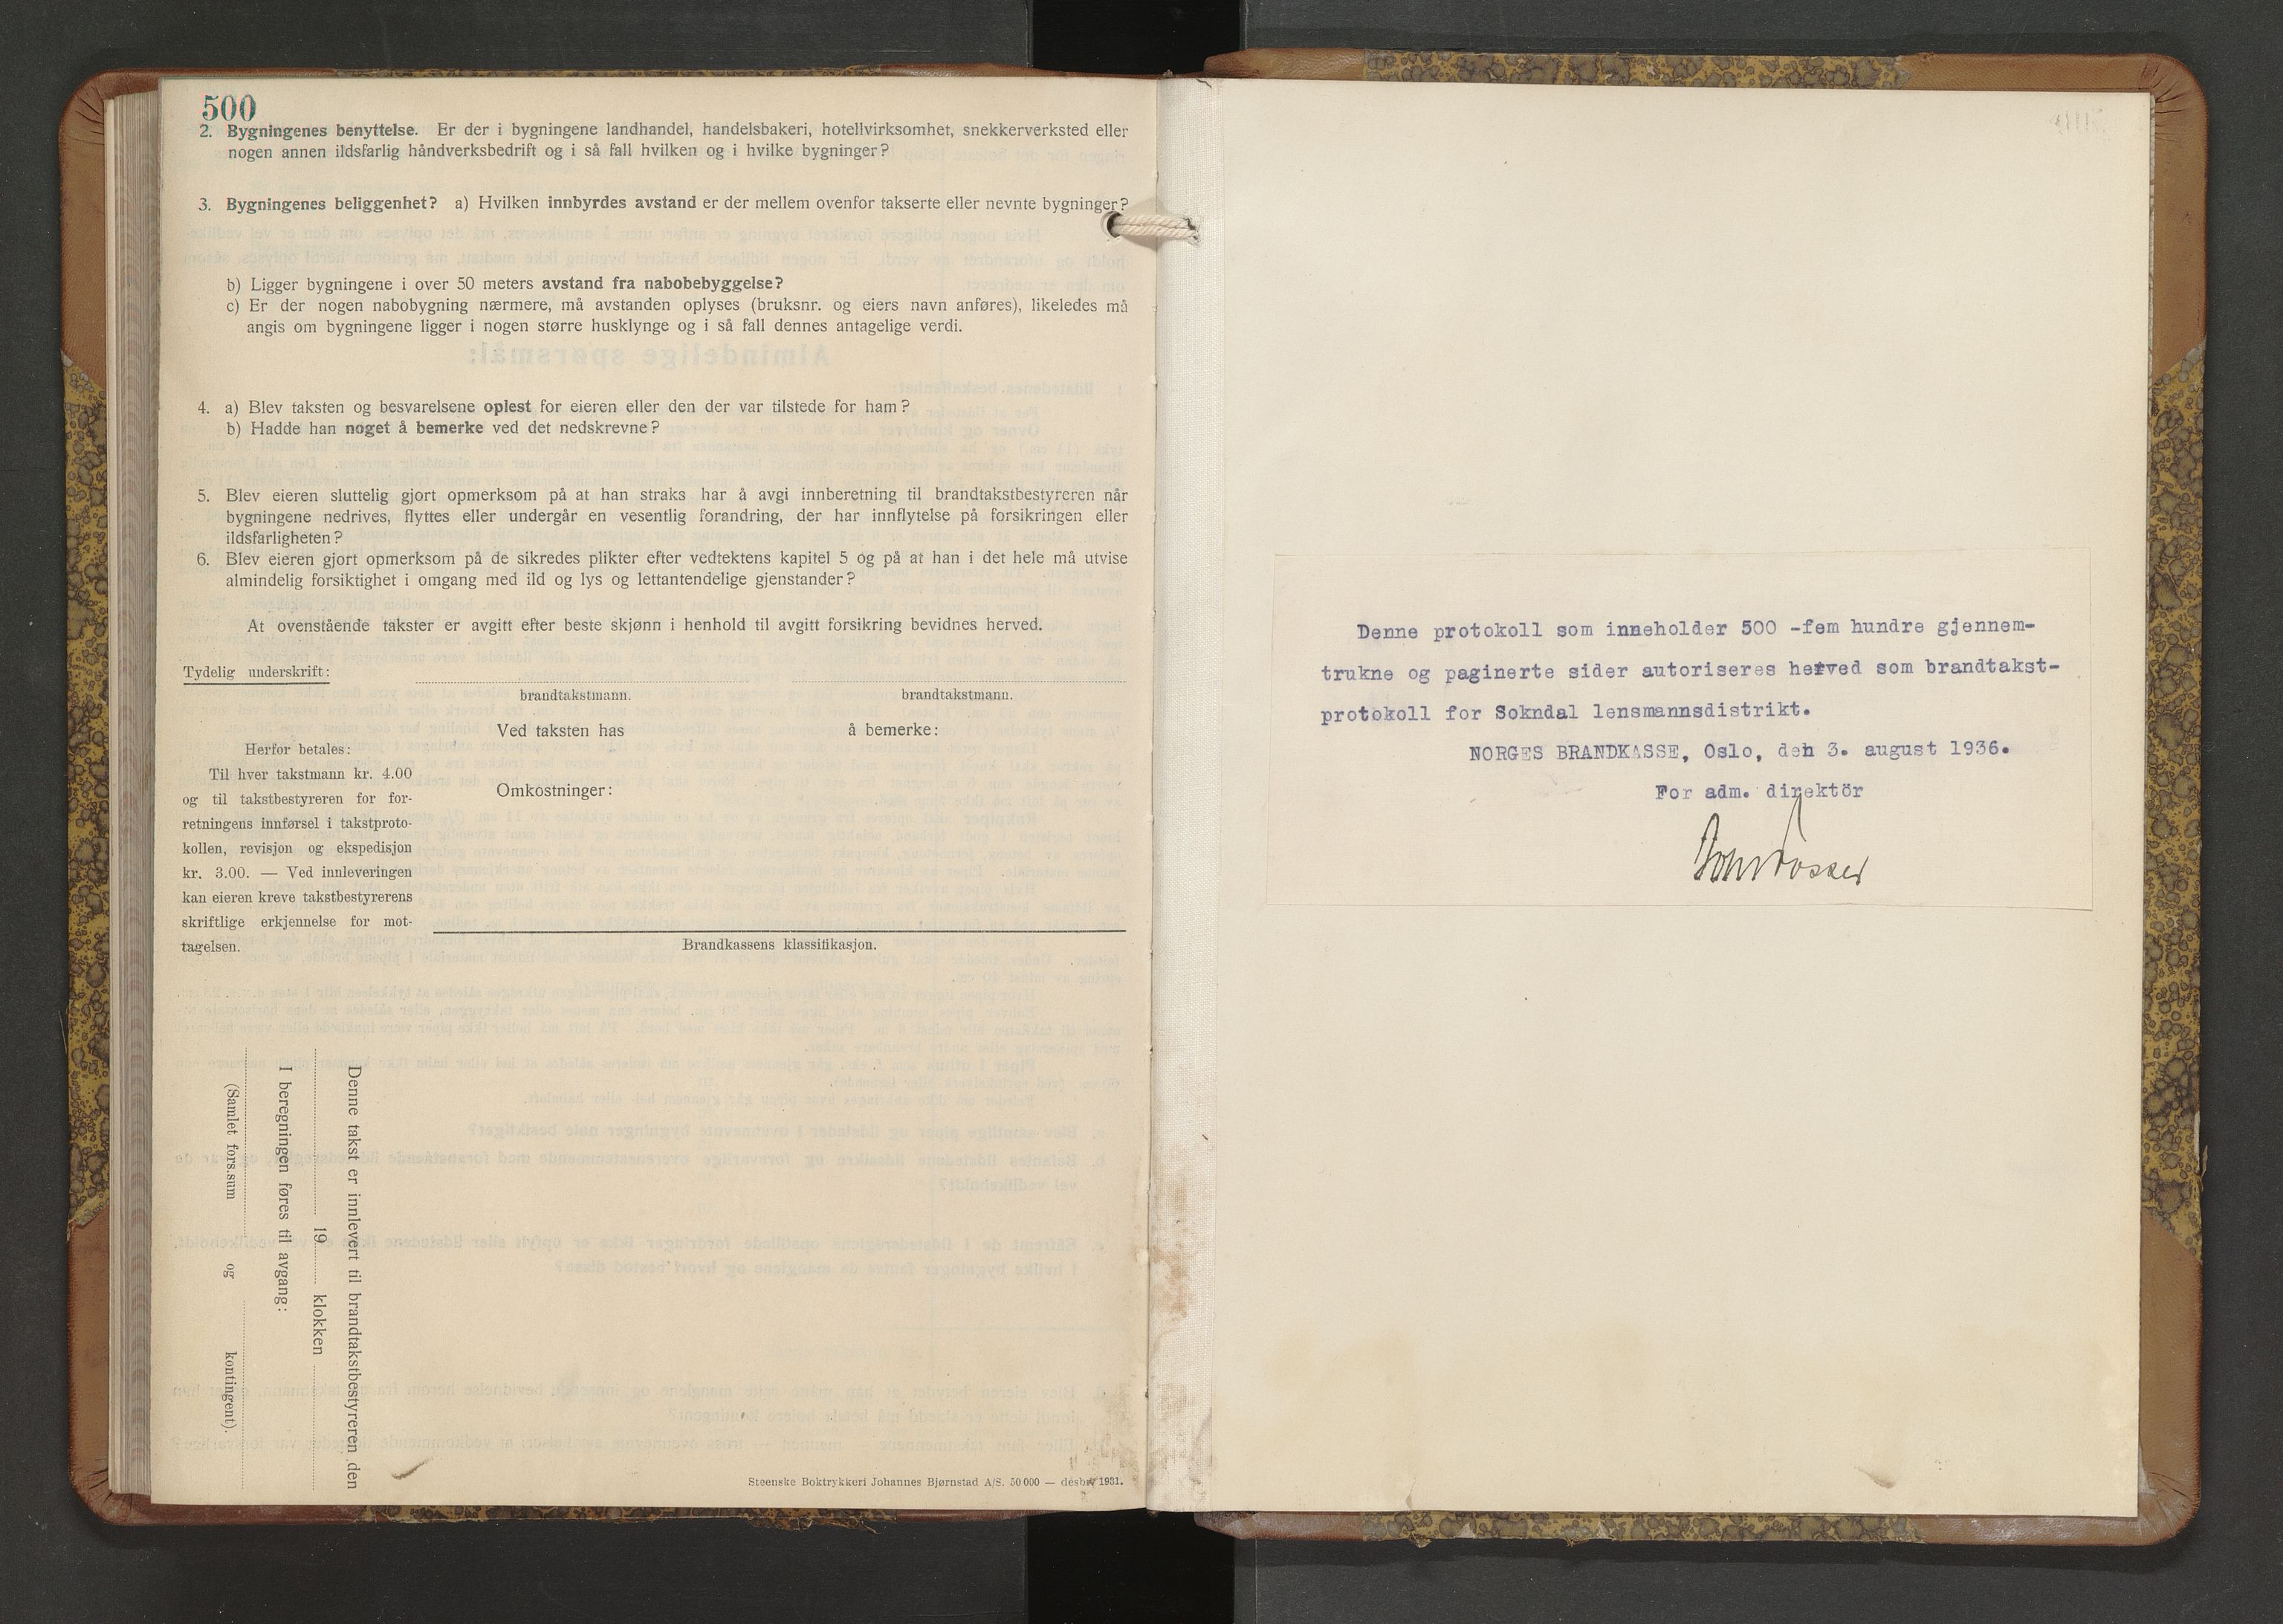 500
2. Bygningenes benyttelse. Er der i bygningene landhandel, handelsbakeri, hotellvirksomhet, snekkerverksted eller
nogen annen ildsfarlig håndverksbedrift og i så fall hvilken og i hvilke bygninger?
3. Bygningenes beliggenhet? a) Hvilken innbyrdes avstand er der mellem ovenfor takserte eller nevnte bygninger?
b) Ligger bygningene i over 50 meters avstand fra nabobebyggelse?
c) Er der nogen nabobygning nærmere, må avstanden oplyses (bruksnr. og eiers navn anføres), likeledes må
angis om bygningene ligger i nogen større husklynge og i så fall dennes antagelige verdi.
4. a) Blev taksten og besvarelsene oplest for eieren eller den der var tilstede for ham?
b) Hadde han noget å bemerke ved det nedskrevne?
5. Blev eieren sluttelig gjort opmerksom på at han straks har å avgi innberetning til brandtakstbestyreren når
bygningene nedrives, flyttes eller undergår en vesentlig forandring, der har innflytelse på forsikringen eller
ildsfarligheten?
6. Blev eieren gjort opmerksom på de sikredes plikter efter vedtektens kapitel 5 og på at han i det hele må utvise
almindelig forsiktighet i omgang med ild og lys og lettantendelige gjenstander?
At ovenstående takster er avgitt efter beste skjønn i henhold til avgitt forsikring bevidnes herved.
Tydelig underskrift:
brandtakstmann. brandtakstmann.
Ved taksten has å bemerke:
Herfor betales:
Til hver takstmann kr. 4.00
og til takstbestyreren for for-
retningens innførsel i takstproto-
kollen, revisjon og ekspedisjon
kr. 3.00. — Ved innleveringen
kan eieren kreve takstbestyrerens
skriftlige erkjennelse for mot-
tagelsen.
Omkostninger:
Brandkassens klassifikasjon.
Denne takst er innlevert til brandtakstbestyreren den
19 klokken
I beregningen føres til avgang:
(Samlet fors.sum og kontingent).
Steenske Boktrykkeri Johannes Bjørnstad A/S. 50 000 — desbr. 1931.
Denne protokoll som inneholder 500 -fem hundre gjennem-
trukne og paginerte sider autoriseres herved som brandtakst-
protokoll for Sokndal lensmannsdistrikt.
NORGES BRANDKASSE, Oslo, den 3. august 1936.
For adm. direktör